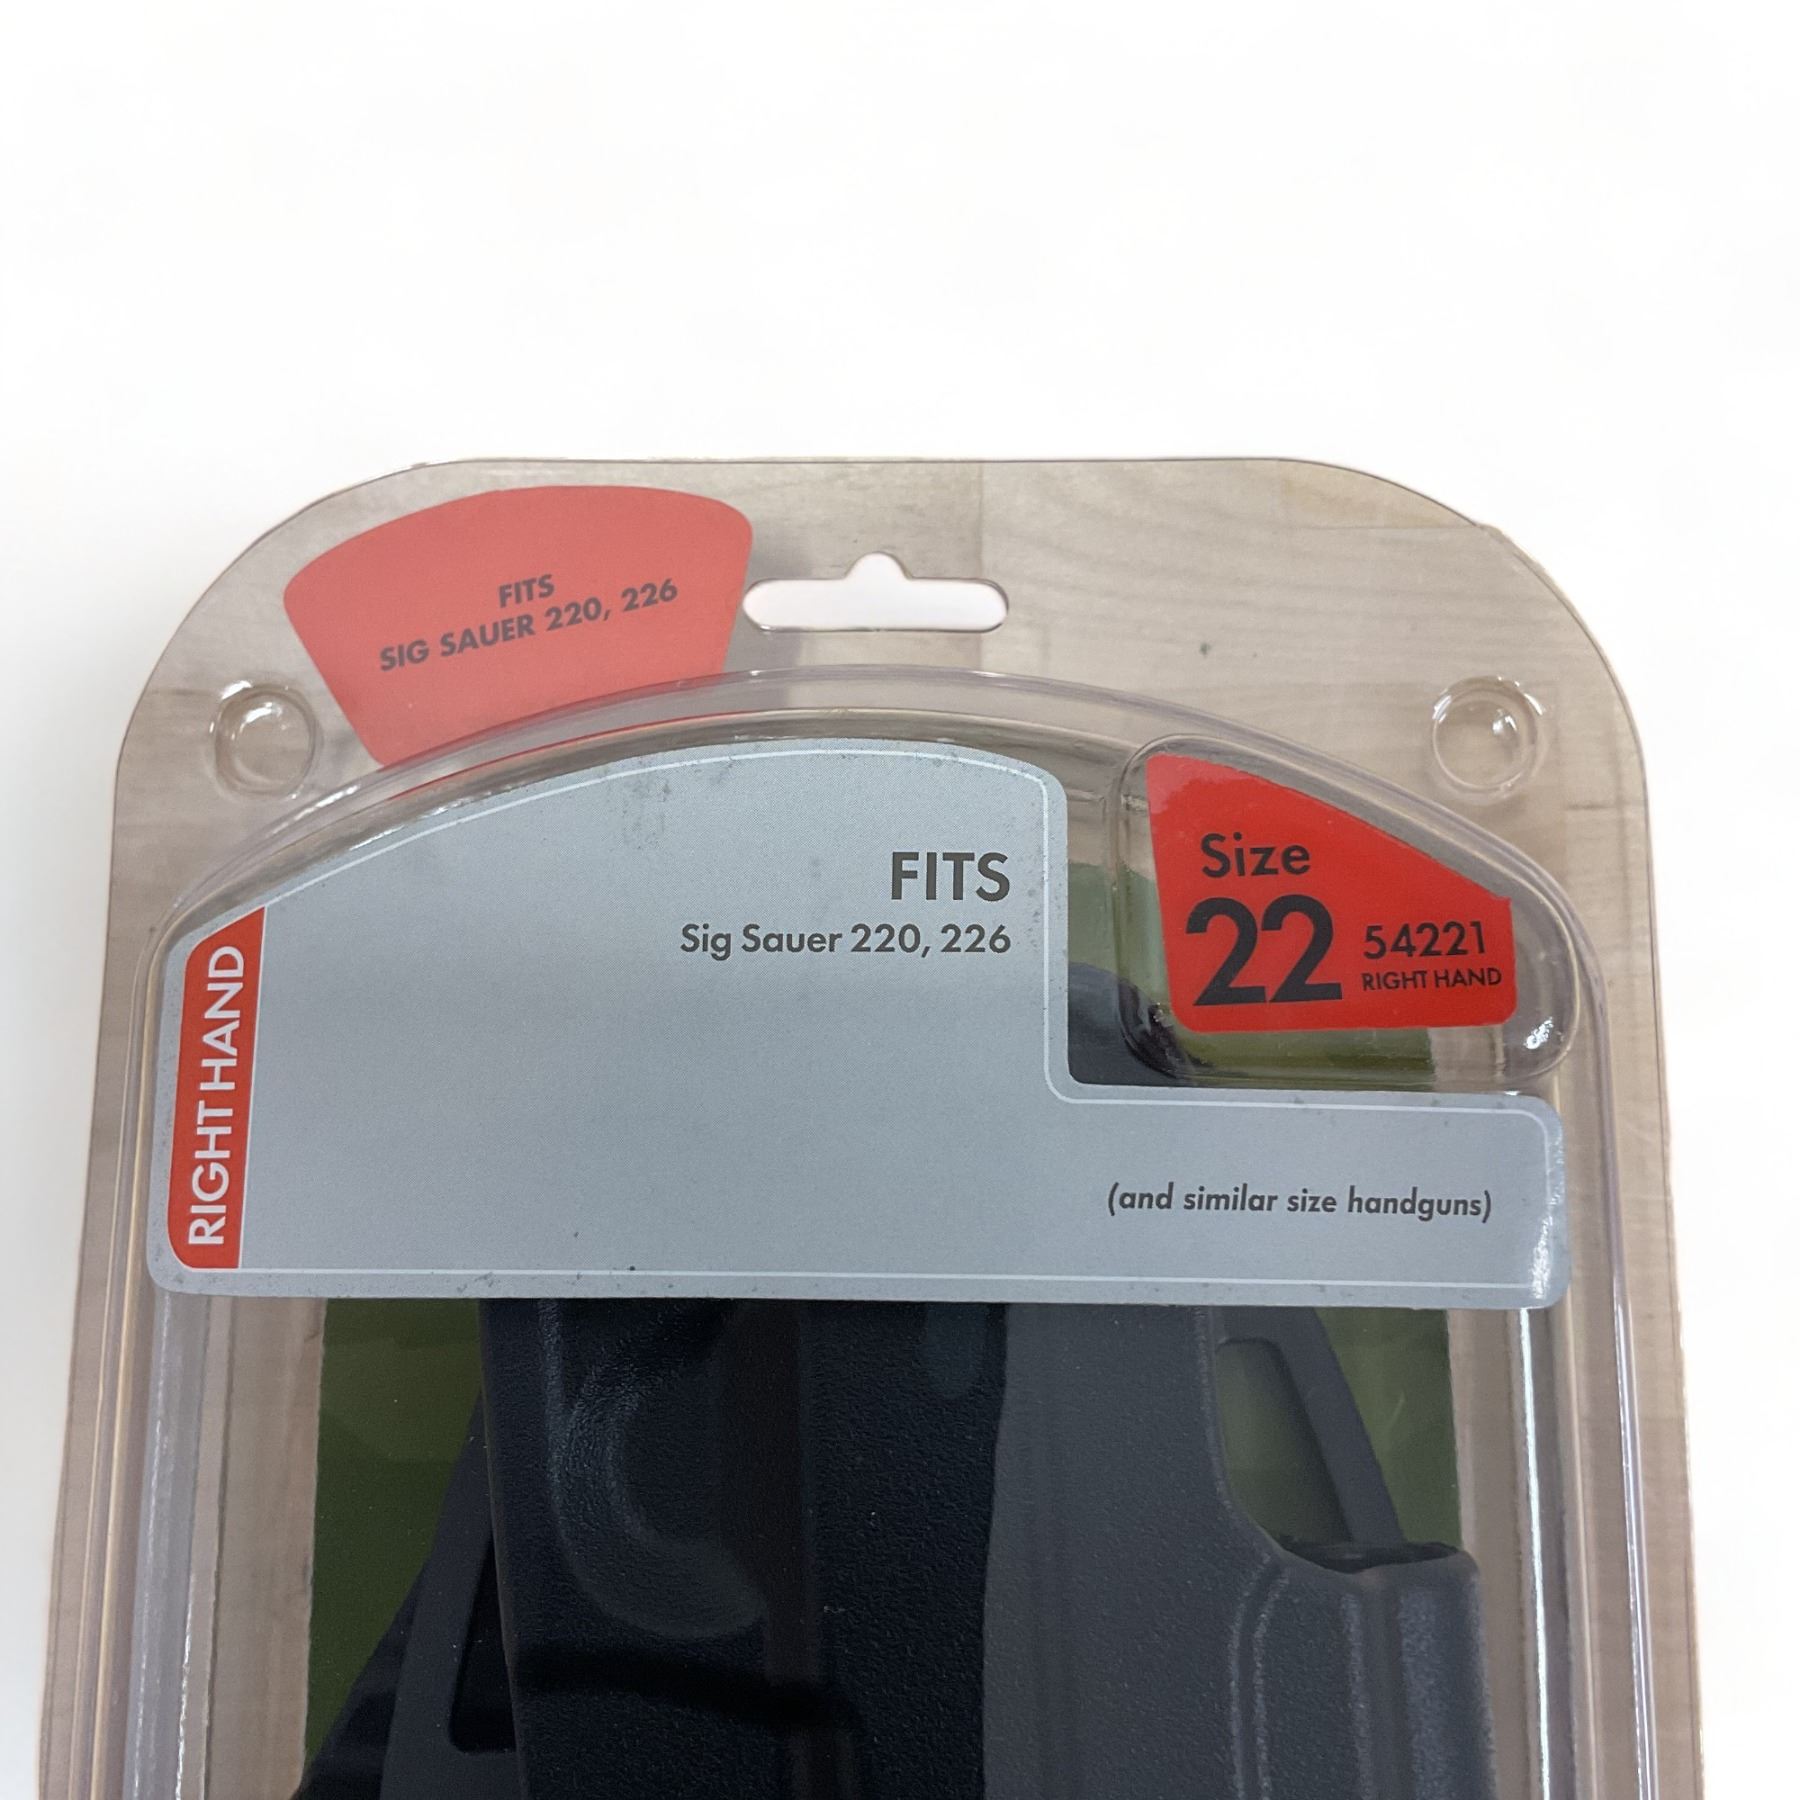 FITS
SIG SAUER 220, 226
FITS
Sig Sauer 220, 226
Size
22
54221
RIGHT HAND
RIGHT HAND
(and similar size handguns)